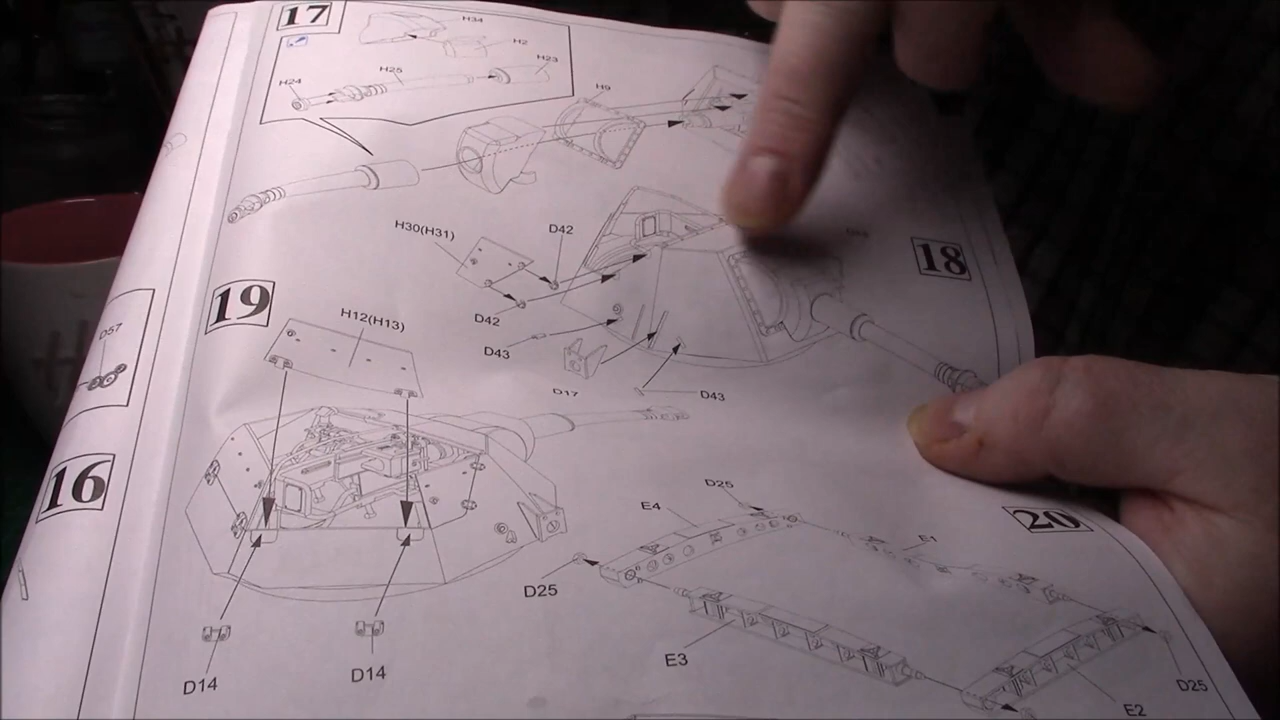 17
H34
H2
H25
H23
H24
H9
H30(H31)
D42
18
D42
D43
D17
D43
19
H12(H13)
D57
16
D14
D14
D25
E4
E1
20
D25
E3
E2
D25